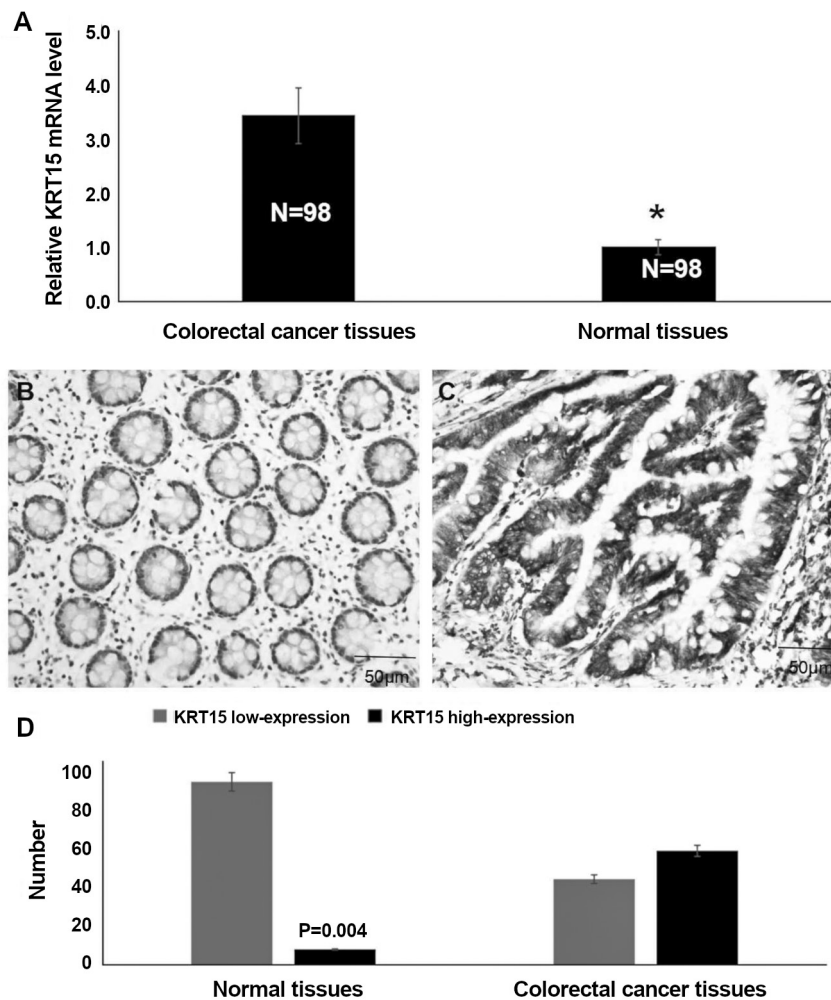 A
Relative KRT15 mRNA level
5.0
4.0
3.0
2.0
1.0
0.0
N=98
*
N=98
Colorectal cancer tissues
Normal tissues
B
50μm
C
50μm
KRT15 low-expression
KRT15 high-expression
D
Number
100
80
60
40
20
0
P=0.004
Normal tissues
Colorectal cancer tissues